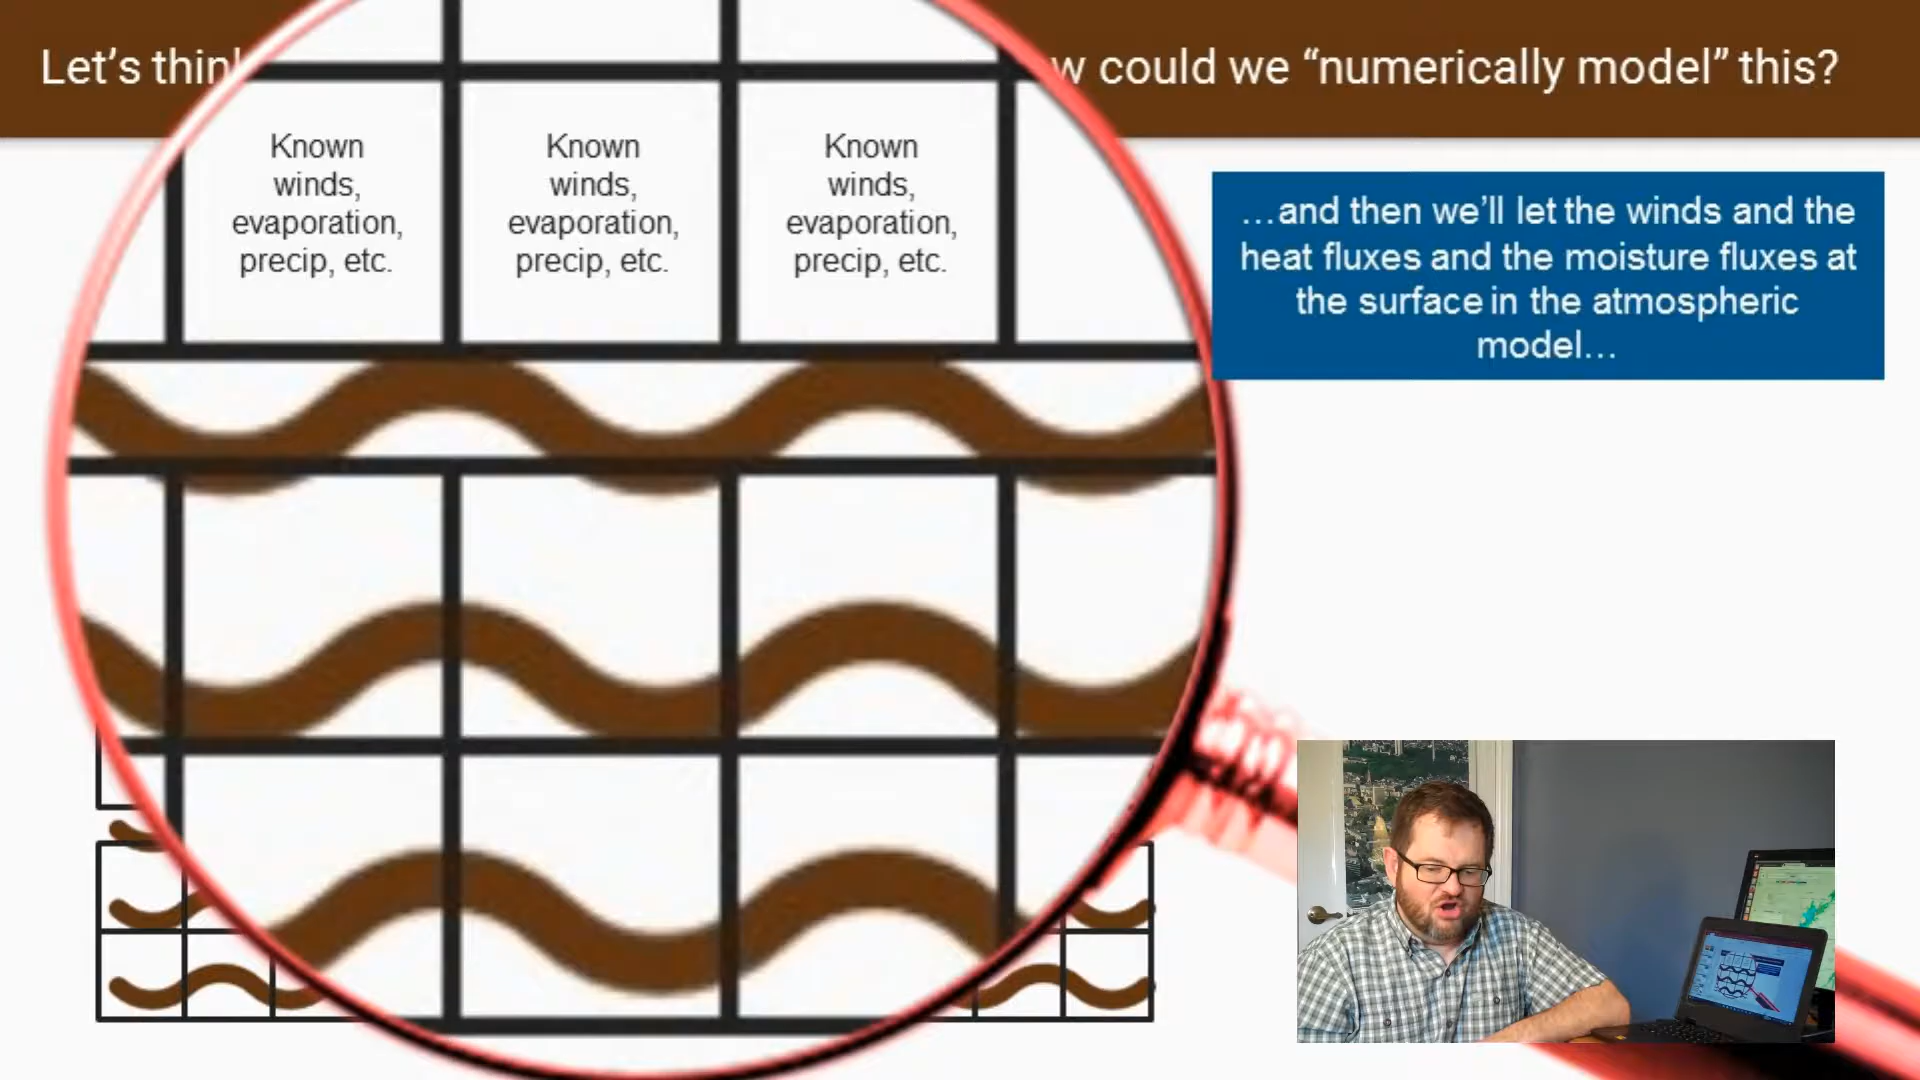 Let's thin
w could we “numerically model” this?
Known
winds,
evaporation,
precip, etc.
Known
winds,
evaporation,
precip, etc.
Known
winds,
evaporation,
precip, etc.
…and then we'll let the winds and the
heat fluxes and the moisture fluxes at
the surface in the atmospheric
model…